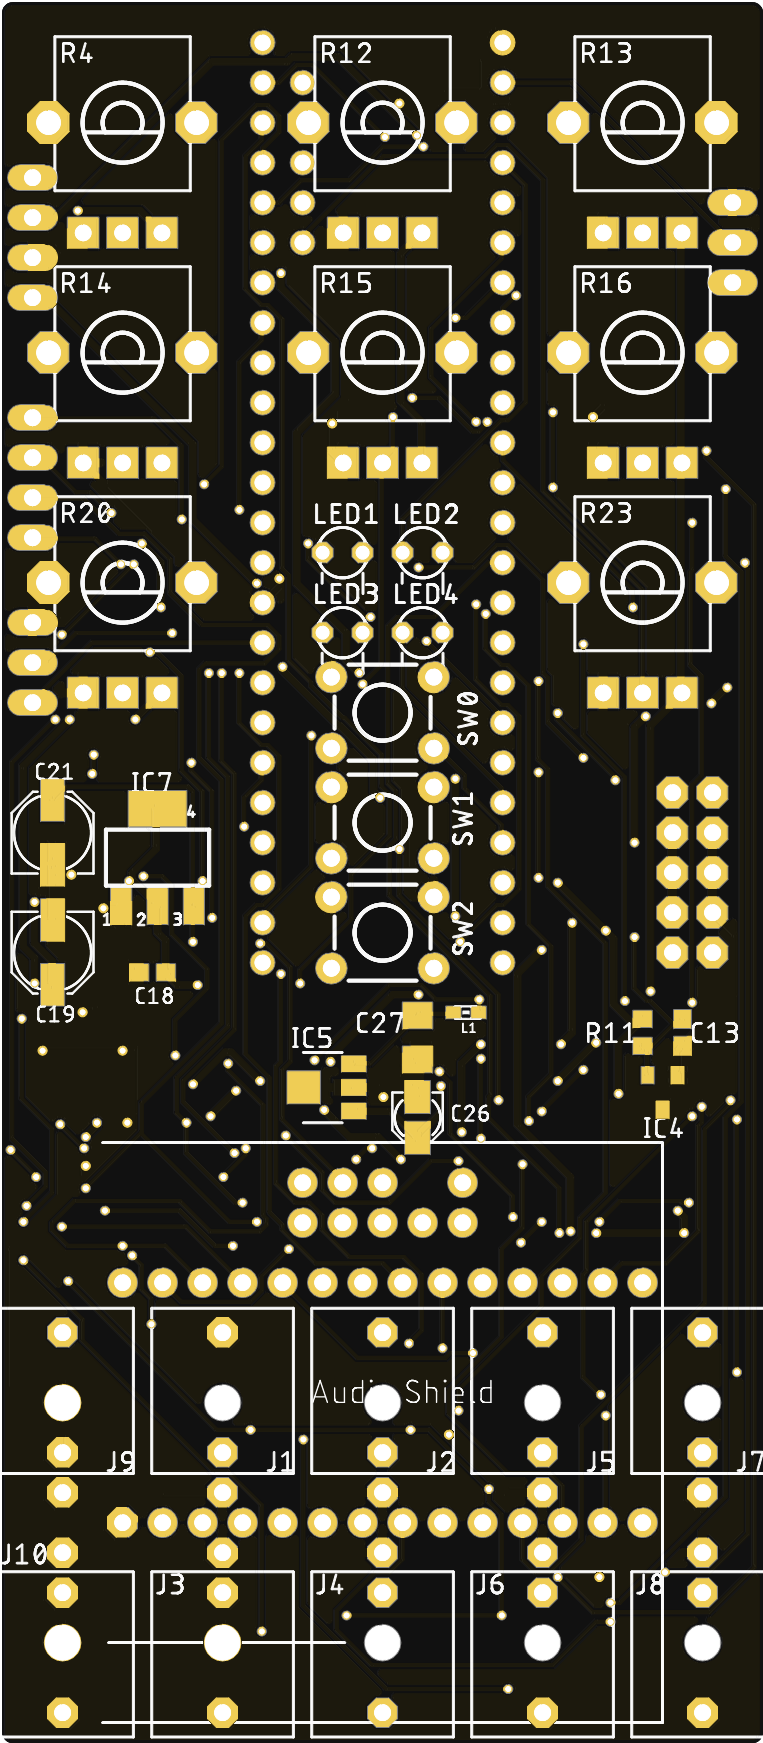 R4
R12
R13
R14
R15
R16
R20
LED1
LED2
R23
LED3
LED4
SW0
C21
IC7
4
SW1
1
2
3
SW2
C18
C19
C27
L1
IC5
R11
C13
C26
IC4
Audio Shield
J9
J1
J2
J5
J7
J10
J3
J4
J6
J8